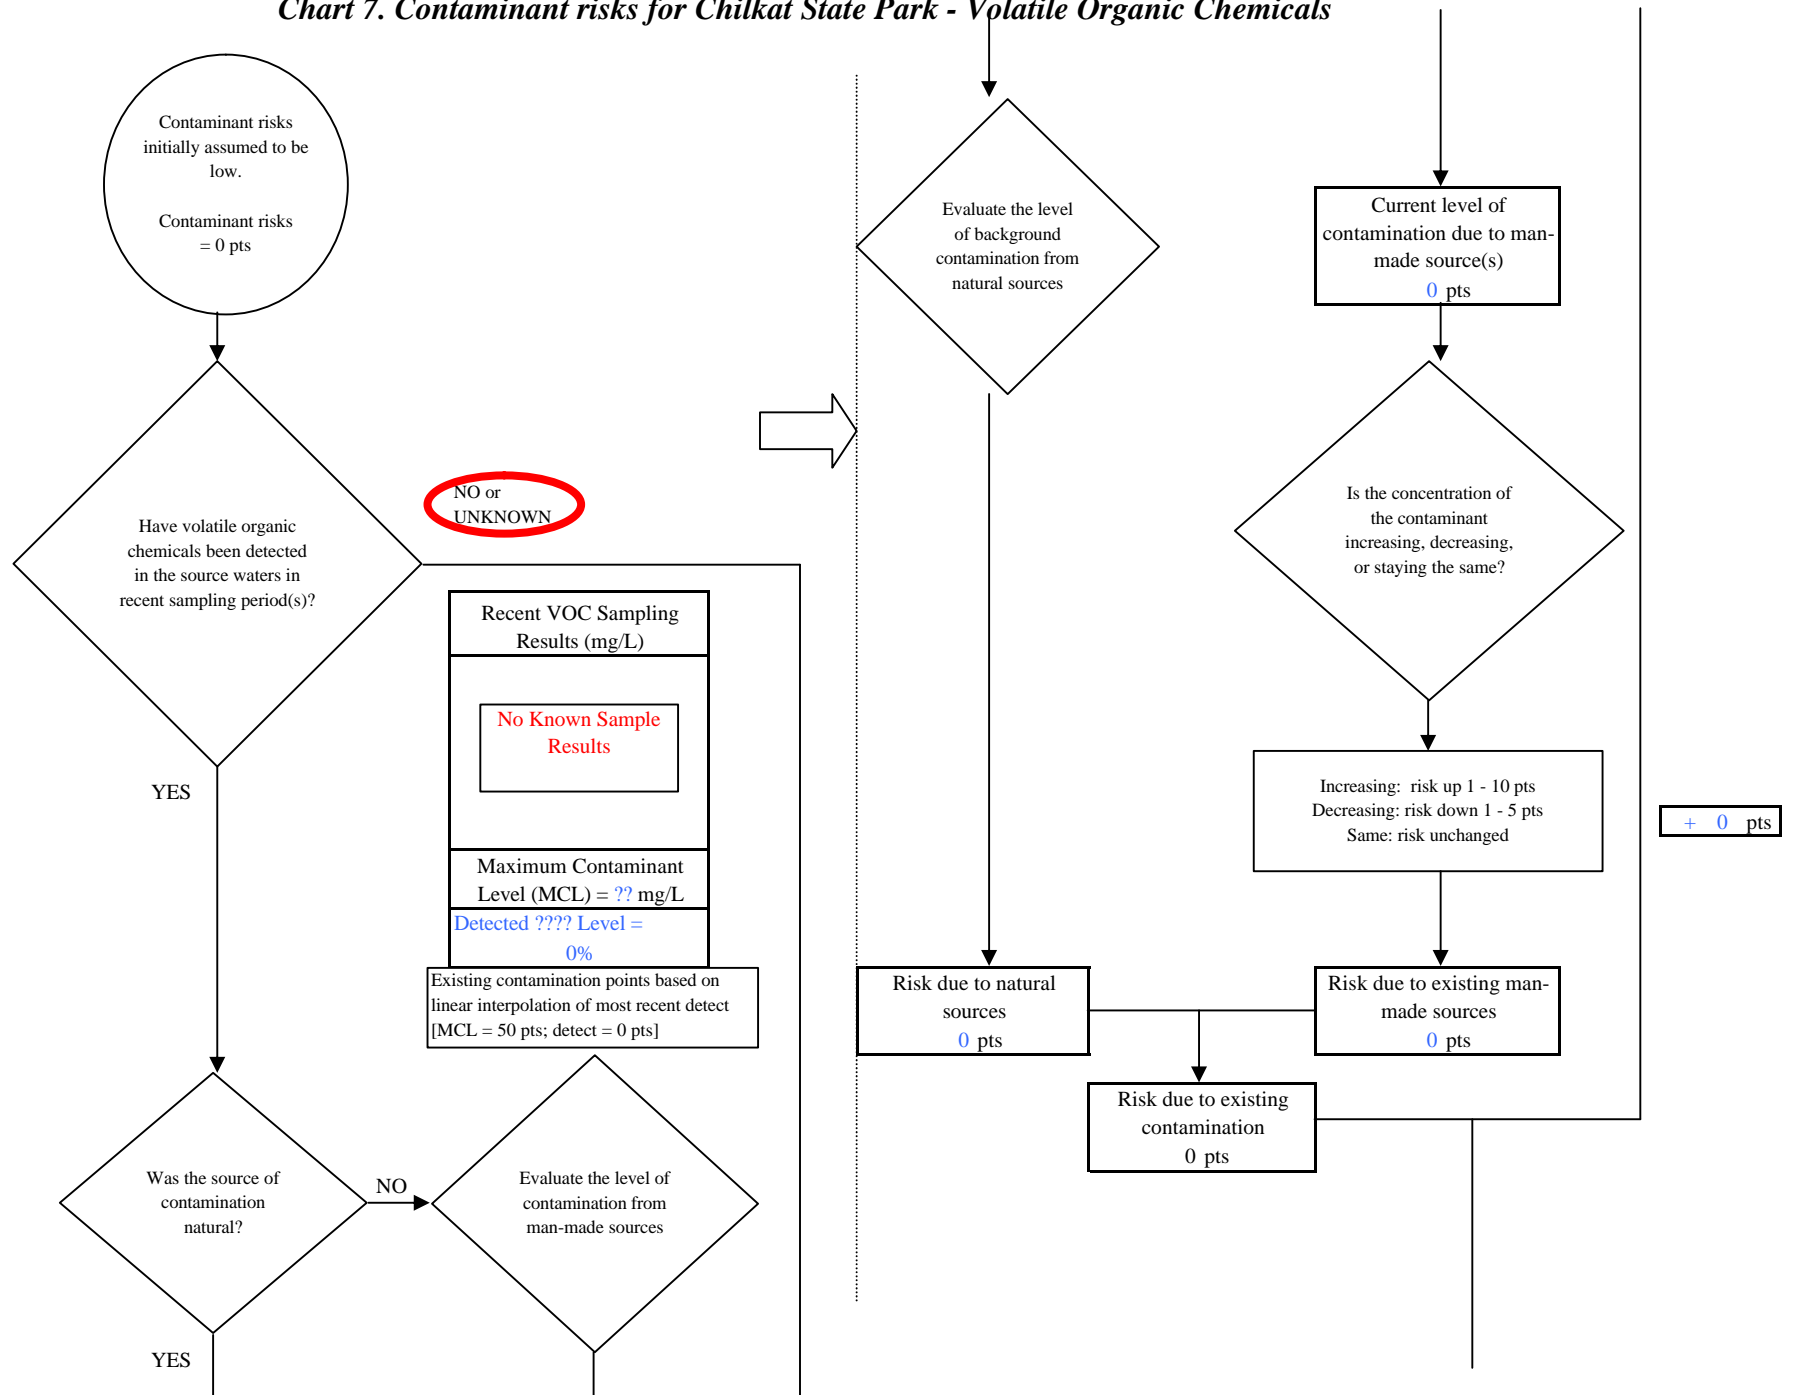 Chart 7. Contaminant risks for Chilkat State Park - Volatile Organic Chemicals
Contaminant risks
initially assumed to be
low.
Contaminant risks
= 0 pts
Have volatile organic
chemicals been detected
in the source waters in
recent sampling period(s)?
NO or
UNKNOWN
YES
Recent VOC Sampling
Results (mg/L)
No Known Sample
Results
Maximum Contaminant
Level (MCL) = ?? mg/L
Detected ???? Level =
0%
Existing contamination points based on
linear interpolation of most recent detect
[MCL = 50 pts; detect = 0 pts]
Was the source of
contamination
natural?
NO
YES
Evaluate the level of
contamination from
man-made sources
Evaluate the level
of background
contamination from
natural sources
Current level of
contamination due to man-
made source(s)
0 pts
Is the concentration of
the contaminant
increasing, decreasing,
or staying the same?
Increasing: risk up 1 - 10 pts
Decreasing: risk down 1 - 5 pts
Same: risk unchanged
+ 0 pts
Risk due to natural
sources
0 pts
Risk due to existing man-
made sources
0 pts
Risk due to existing
contamination
0 pts